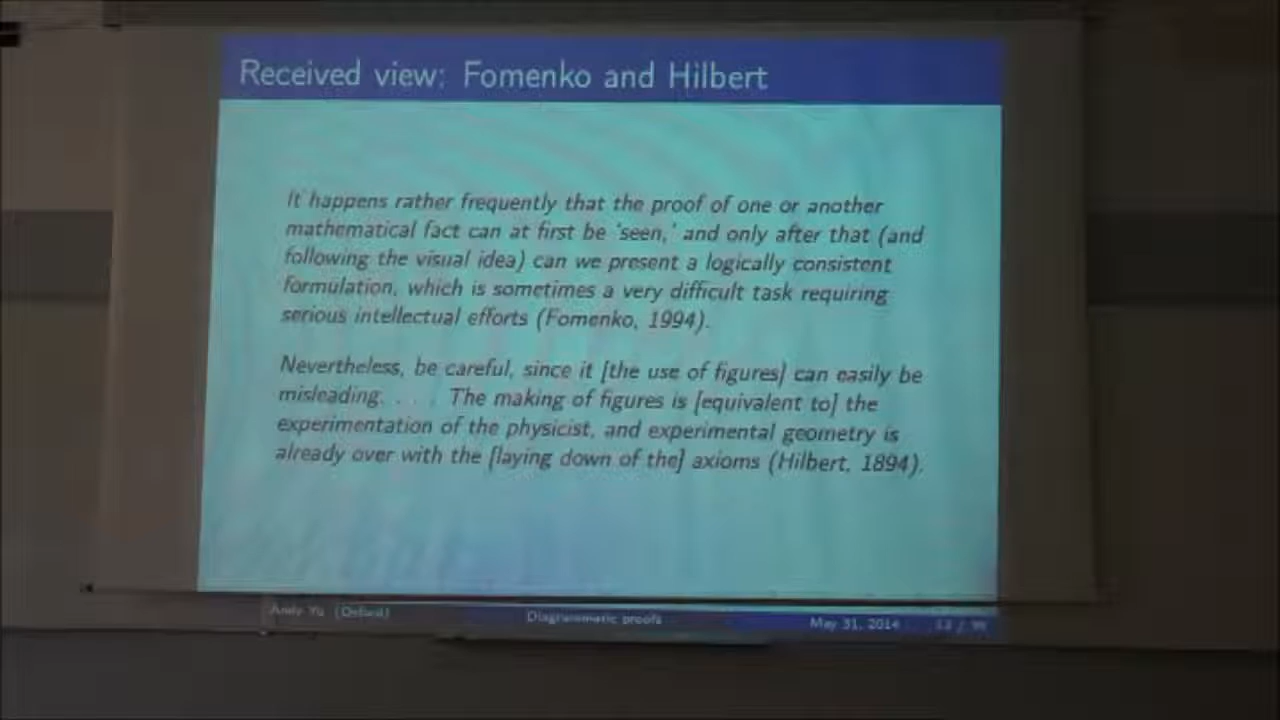 Received view: Fomenko and Hilbert
It happens rather frequently that the proof of one or another
mathematical fact can at first be 'seen,' and only after that (and
following the visual idea) can we present a logically consistent
formulation, which is sometimes a very difficult task requiring
serious intellectual efforts (Fomenko, 1994).
Nevertheless, be careful, since it [the use of figures] can easily be
misleading. . . . The making of figures is [equivalent to] the
experimentation of the physicist, and experimental geometry is
already over with the [laying down of the] axioms (Hilbert, 1894).
Andy Yu (Oxford)
Diagrammatic proofs
May 31, 2014